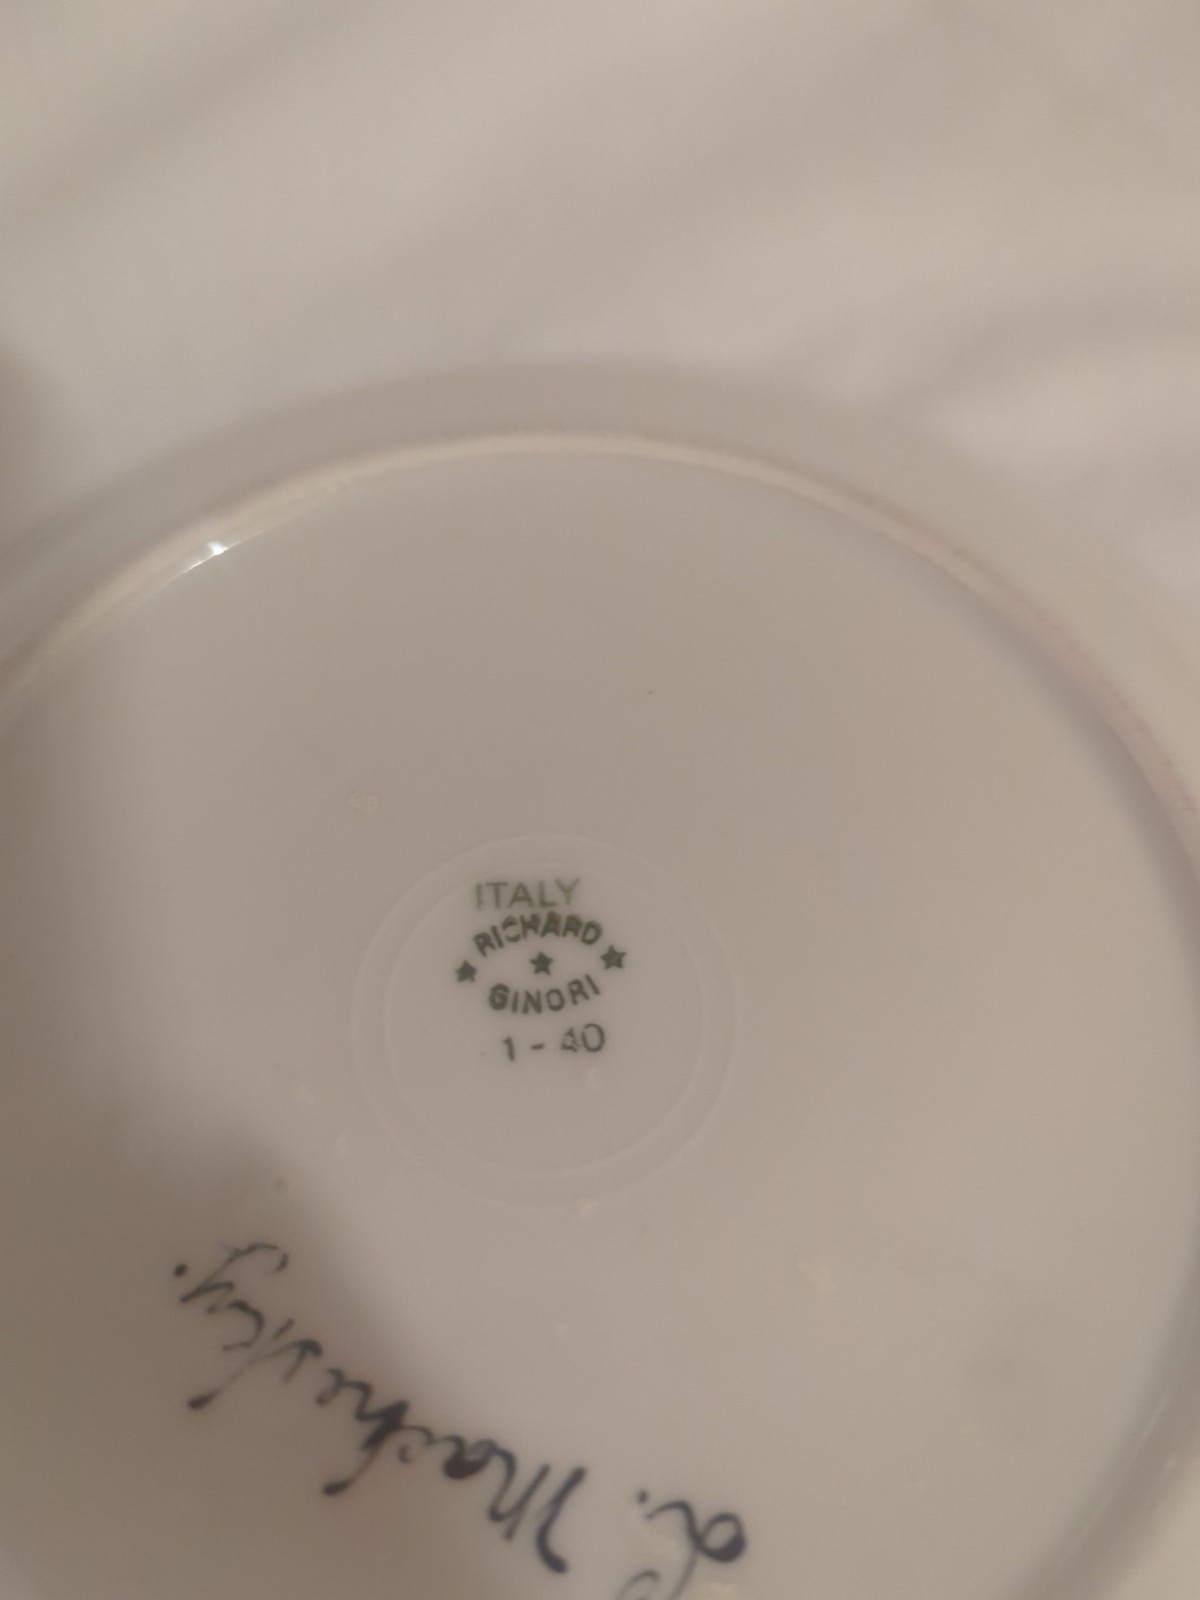 ITALY
RICHARD
GINORI
1 - 40
L.